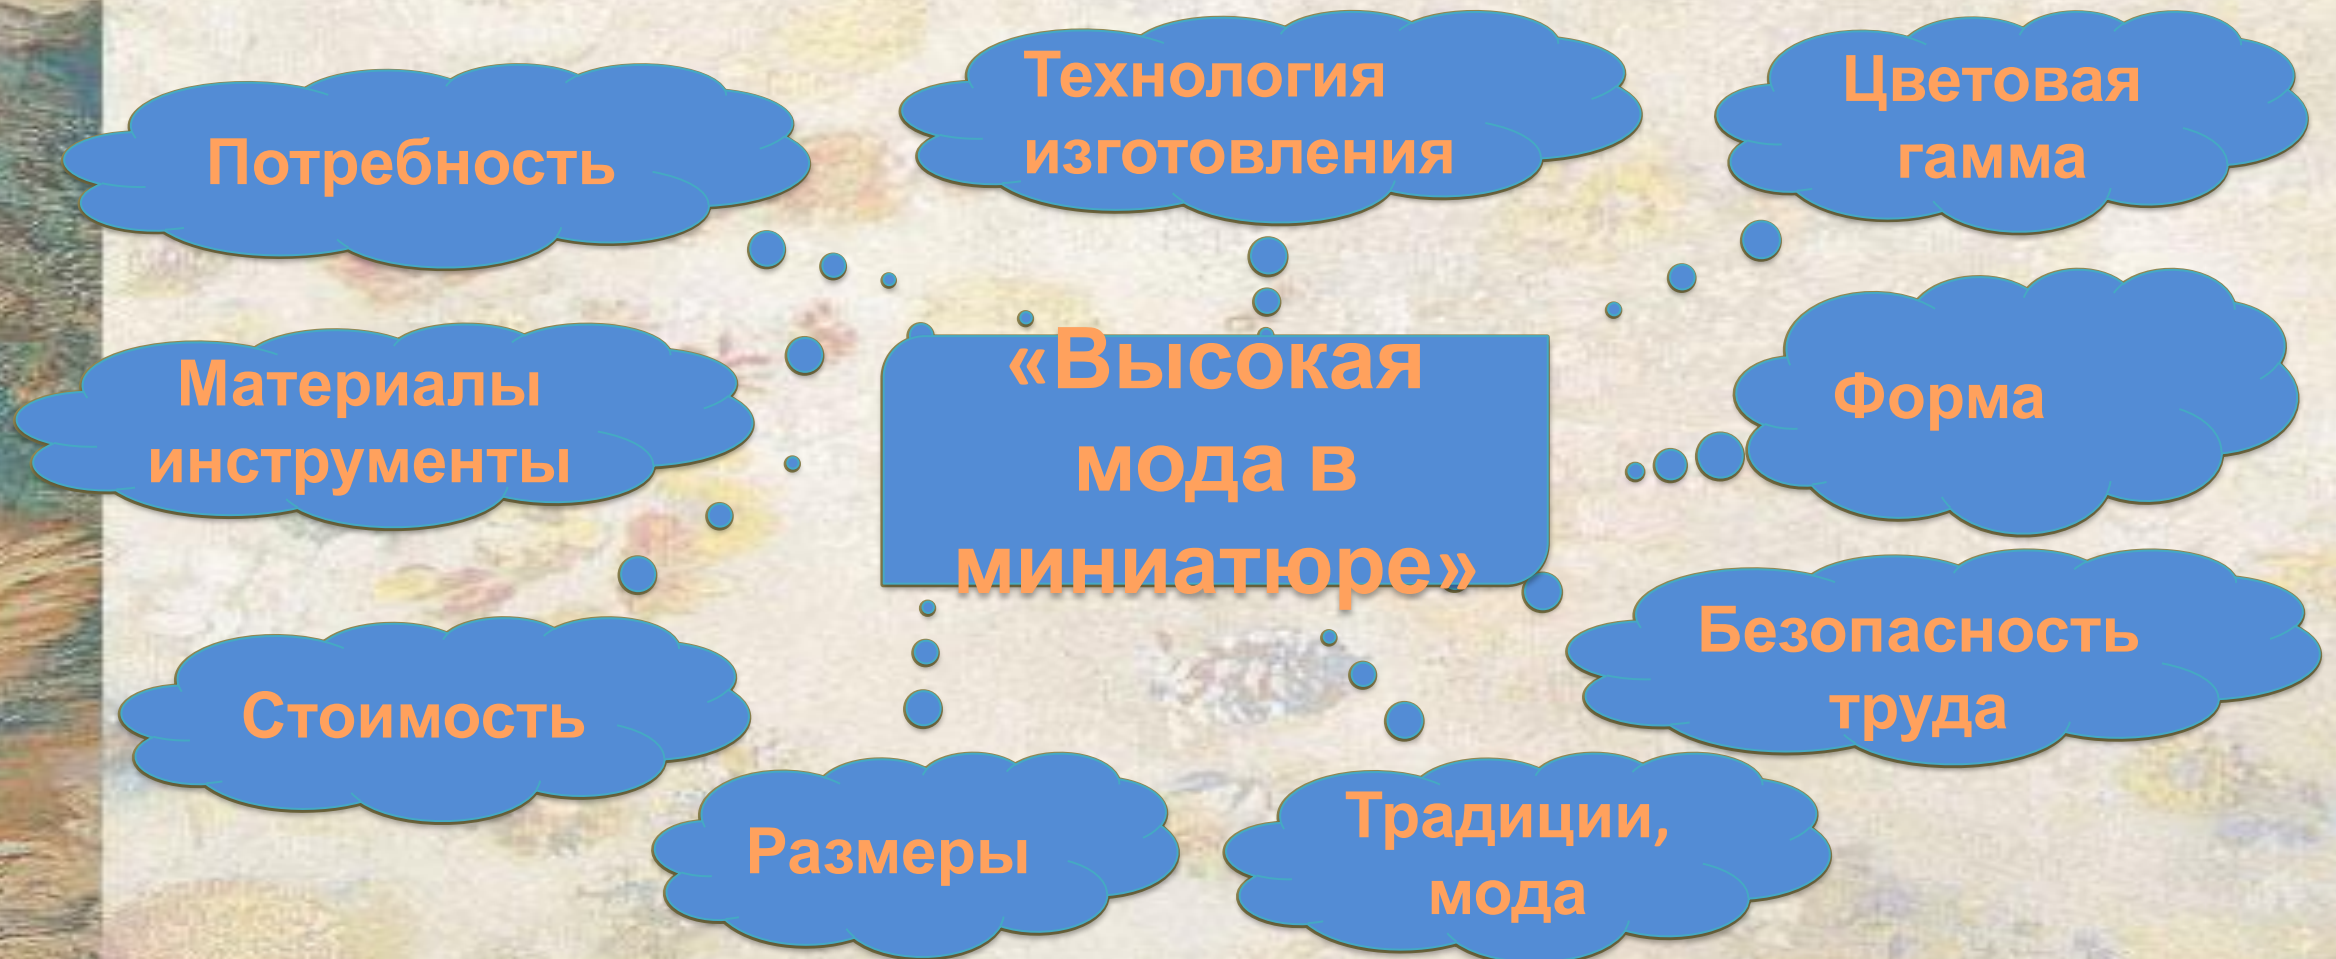 Потребность
Технология
изготовления
Цветовая
гамма
Материалы
инструменты
«Высокая
мода в
миниатюре»
Форма
Стоимость
Безопасность
труда
Размеры
Традиции,
мода